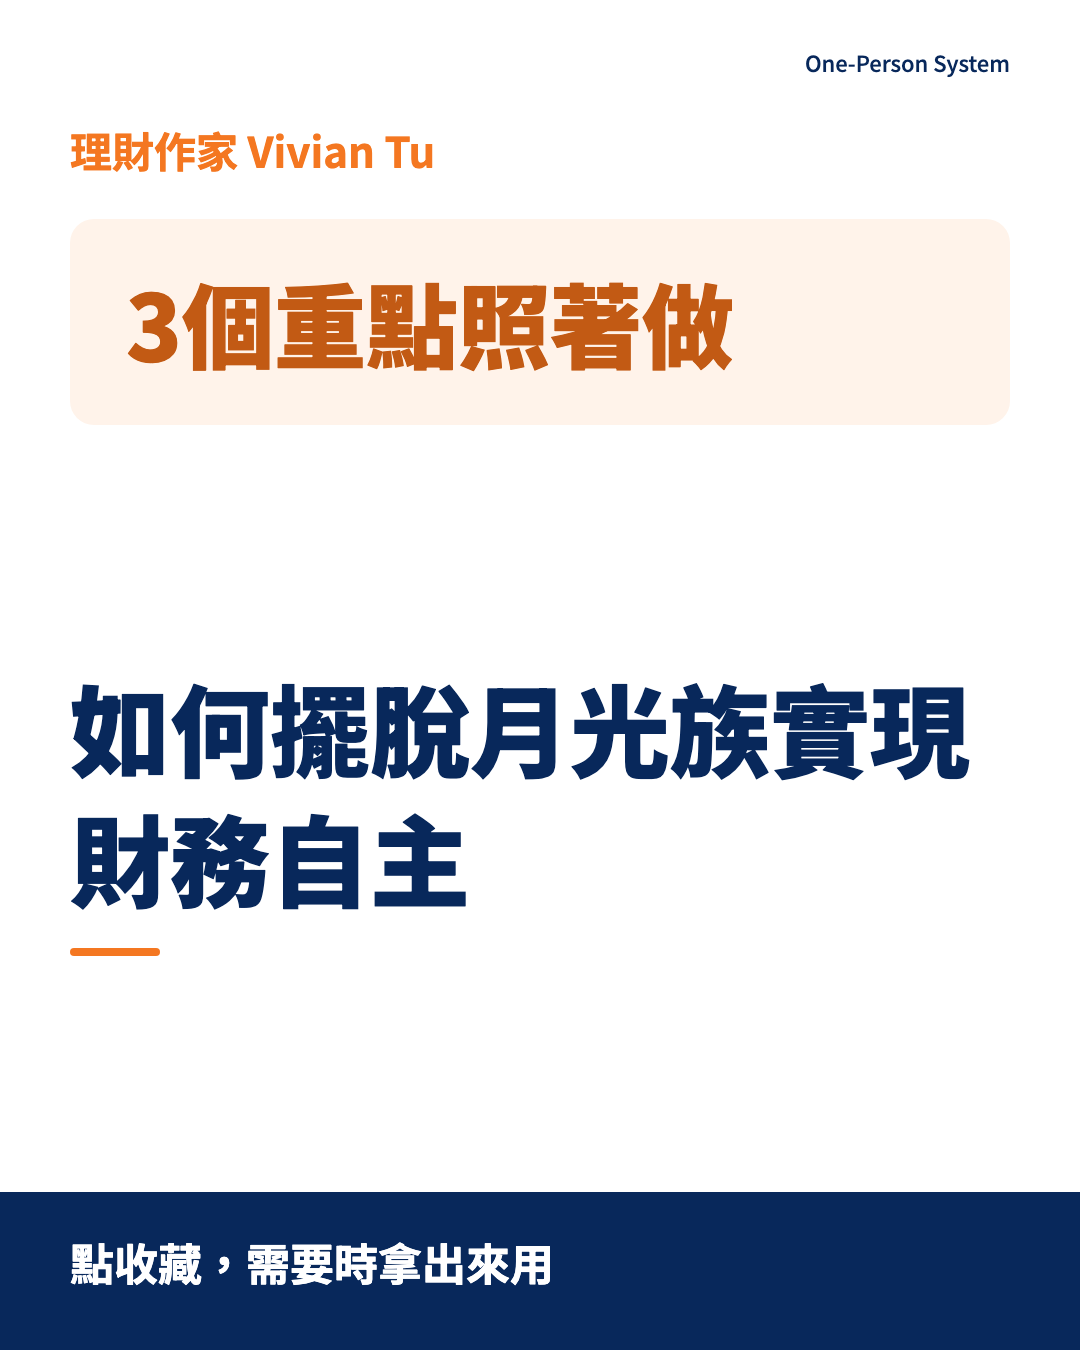 One-Person System
理財作家 Vivian Tu
3個重點照著做
如何擺脫月光族實現
財務自主
點收藏，需要時拿出來用